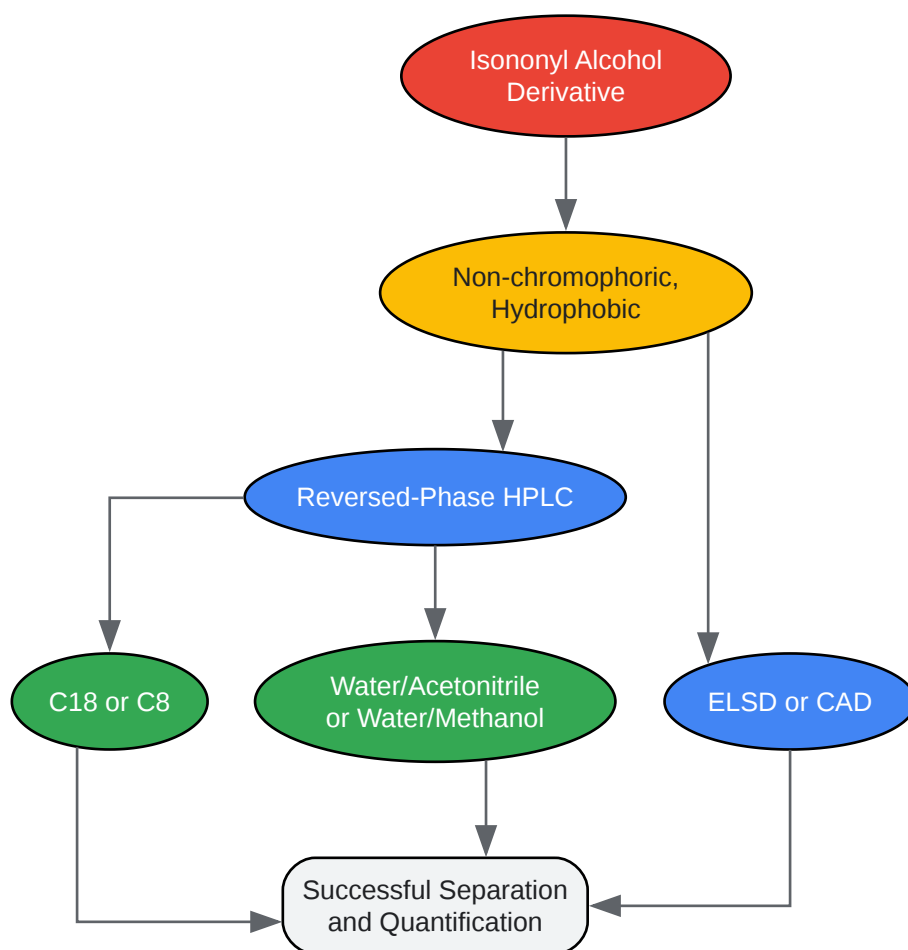 Isononyl Alcohol
Derivative
Non-chromophoric,
Hydrophobic
Reversed-Phase HPLC
C18 or C8
Water/Acetonitrile
or Water/Methanol
ELSD or CAD
Successful Separation
and Quantification